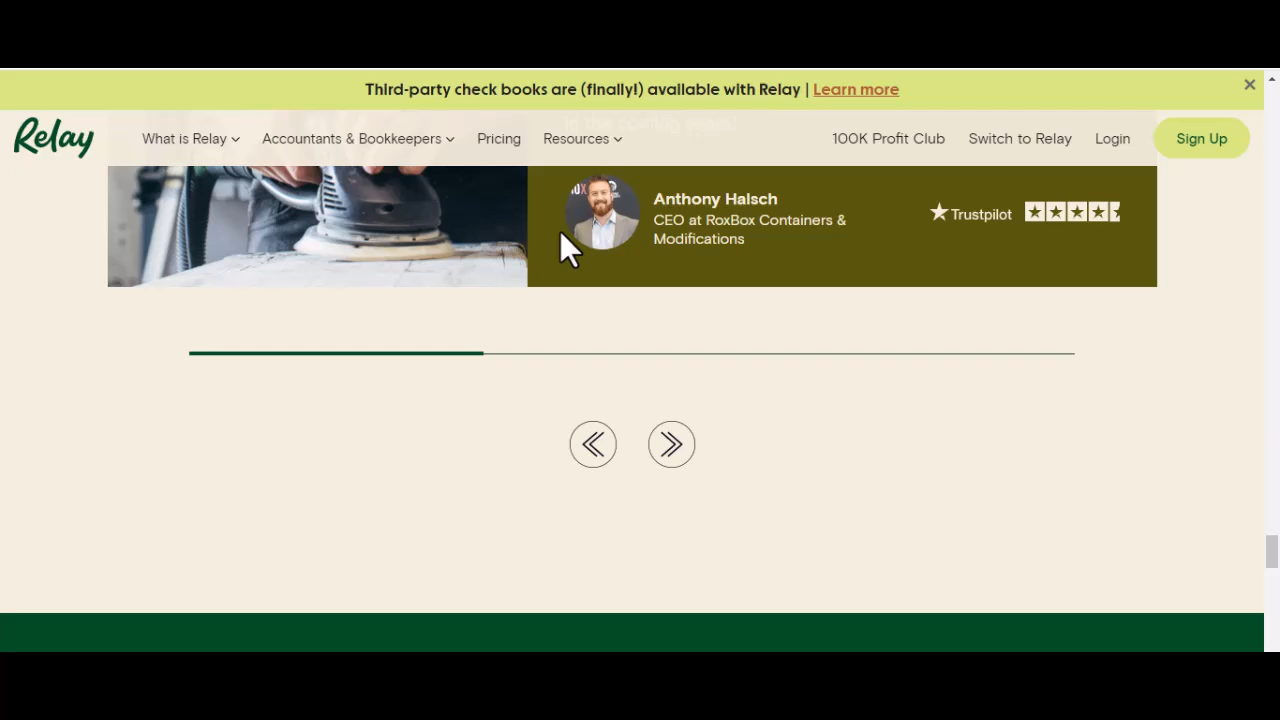 Third-party check books are (finally!) available with Relay | Learn more
Relay
What is Relay
Accountants & Bookkeepers
Pricing
Resources
100K Profit Club
Switch to Relay
Login
Sign Up
Anthony Halsch
CEO at RoxBox Containers &
Modifications
Trustpilot